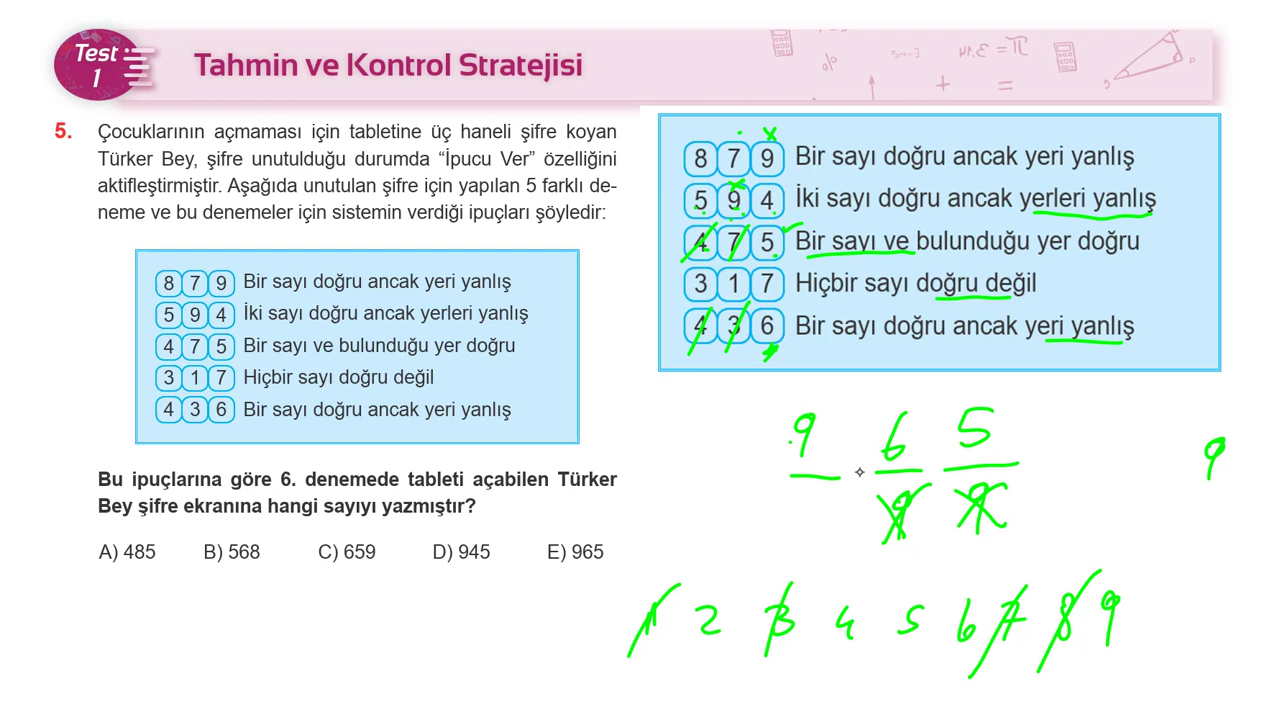 Test
1
Tahmin ve Kontrol Stratejisi
5. Çocuklarının açmaması için tabletine üç haneli şifre koyan
Türker Bey, şifre unutulduğu durumda “İpucu Ver” özelliğini
aktifleştirmiştir. Aşağıda unutulan şifre için yapılan 5 farklı de-
neme ve bu denemeler için sistemin verdiği ipuçları şöyledir:
8 7 9 Bir sayı doğru ancak yeri yanlış
5 9 4 İki sayı doğru ancak yerleri yanlış
4 7 5 Bir sayı ve bulunduğu yer doğru
3 1 7 Hiçbir sayı doğru değil
4 3 6 Bir sayı doğru ancak yeri yanlış
Bu ipuçlarına göre 6. denemede tableti açabilen Türker
Bey şifre ekranına hangi sayıyı yazmıştır?
A) 485 B) 568 C) 659 D) 945 E) 965
8 7 9 Bir sayı doğru ancak yeri yanlış
5 9 4 İki sayı doğru ancak yerleri yanlış
4 7 5 Bir sayı ve bulunduğu yer doğru
3 1 7 Hiçbir sayı doğru değil
4 3 6 Bir sayı doğru ancak yeri yanlış
9 6 5
9 9
9
1 2 3 4 5 6 7 8 9